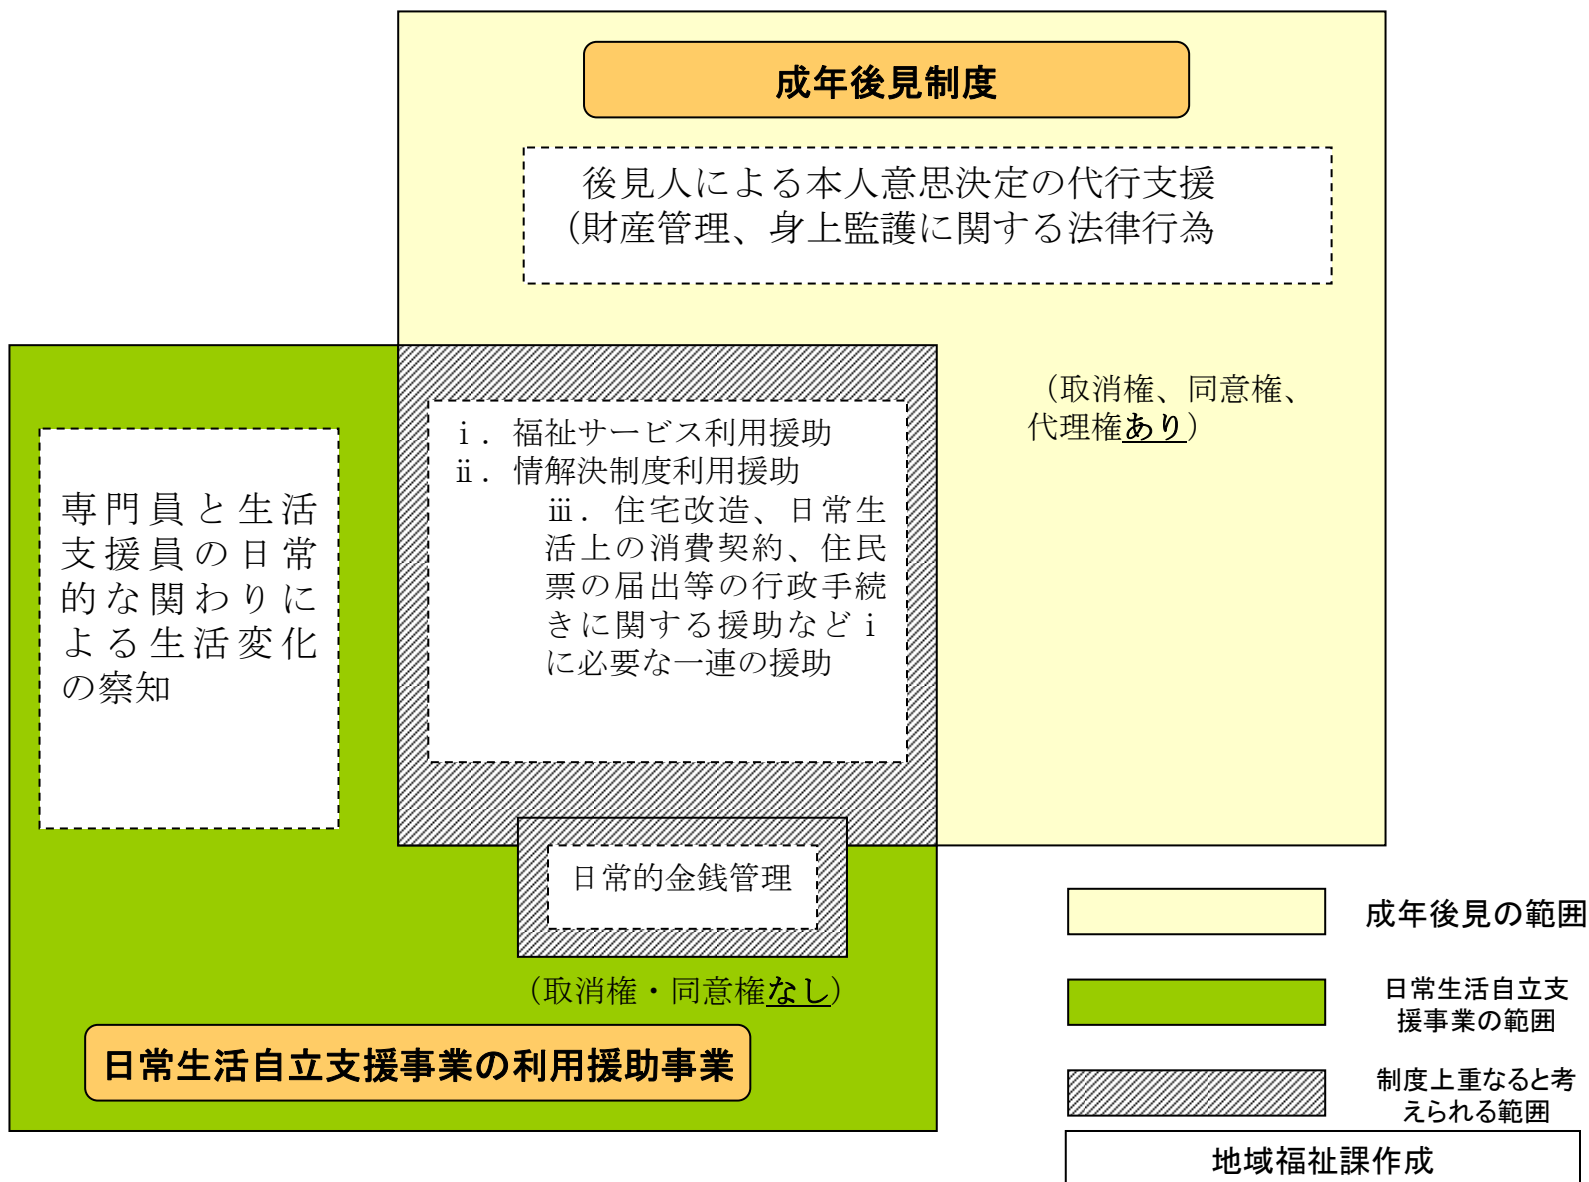 成年後見制度
後見人による本人意思決定の代行支援
（財産管理、身上監護に関する法律行為
（取消権、同意権、
代理権あり）
ⅰ．福祉サービス利用援助
ⅱ．情解決制度利用援助
ⅲ．住宅改造、日常生
活上の消費契約、住民
票の届出等の行政手続
きに関する援助などⅰ
に必要な一連の援助
専門員と生活
支援員の日常
的な関わりに
よる生活変化
の察知
日常的金銭管理
（取消権・同意権なし）
日常生活自立支援事業の利用援助事業
成年後見の範囲
日常生活自立支
援事業の範囲
制度上重なると考
えられる範囲
地域福祉課作成